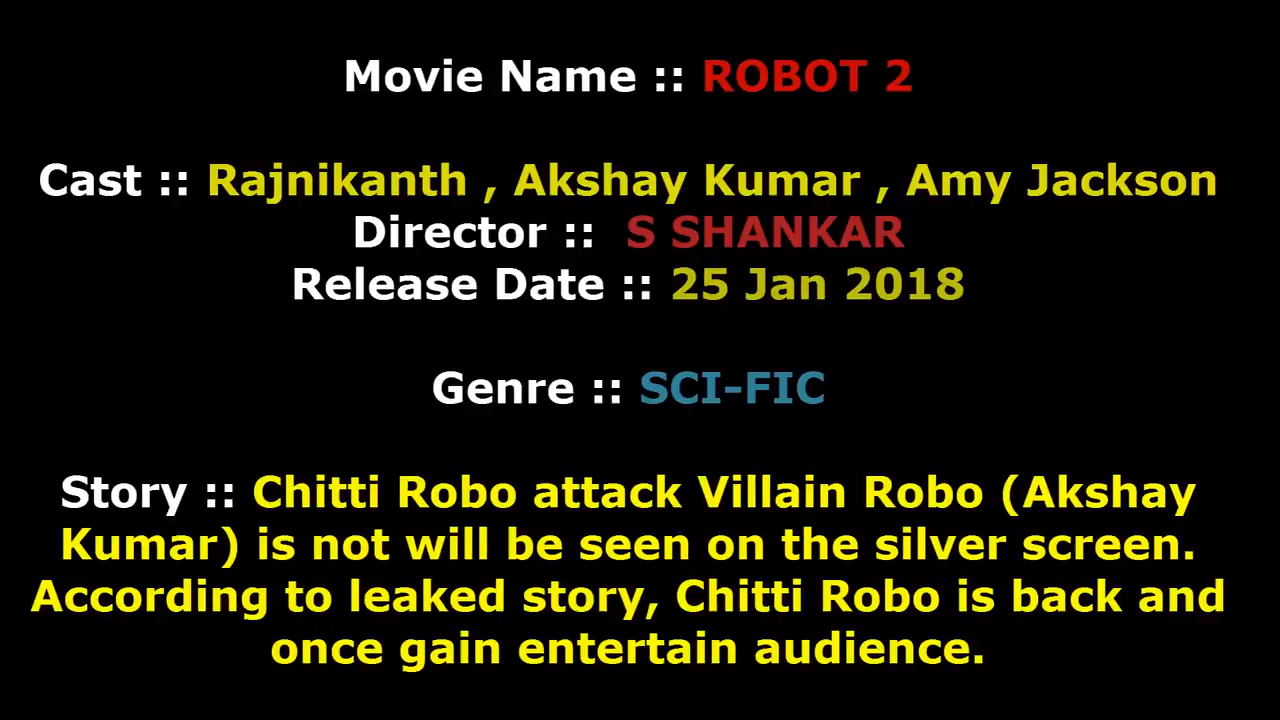 Movie Name :: ROBOT 2
Cast :: Rajnikanth , Akshay Kumar , Amy Jackson
Director :: S SHANKAR
Release Date :: 25 Jan 2018
Genre :: SCI-FIC
Story :: Chitti Robo attack Villain Robo (Akshay
Kumar) is not will be seen on the silver screen.
According to leaked story, Chitti Robo is back and
once gain entertain audience.